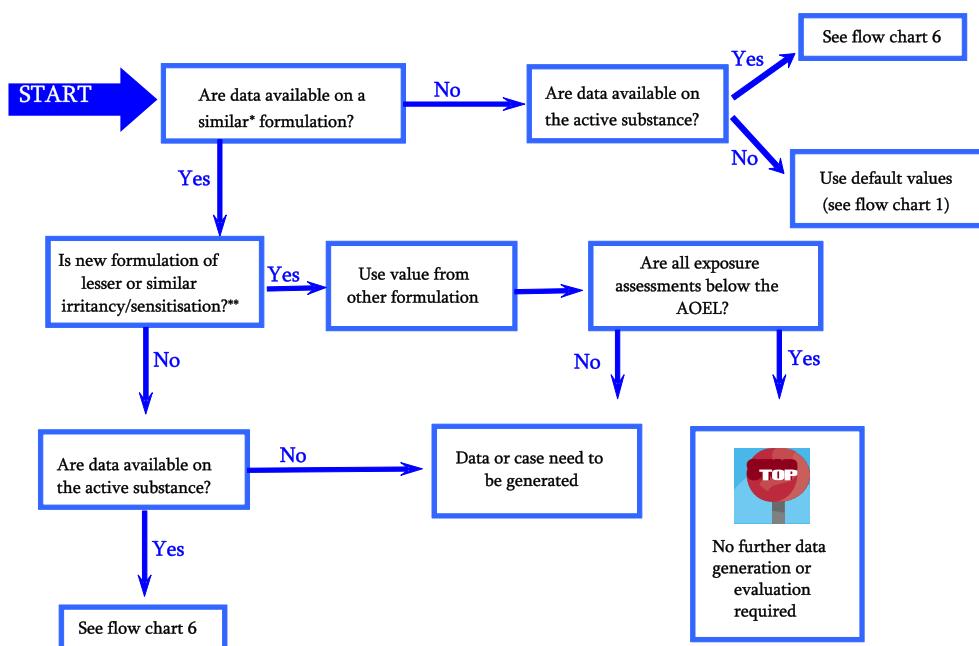 See flow chart 6
Yes
START
Are data available on a
similar* formulation?
No
Are data available on
the active substance?
No
Use default values
(see flow chart 1)
Yes
Is new formulation of
lesser or similar
irritancy/sensitisation?**
Yes
Use value from
other formulation
Are all exposure
assessments below the
AOEL?
No
No
Yes
Are data available on
the active substance?
No
Data or case need to
be generated
TOP
No further data
generation or
evaluation
required
Yes
See flow chart 6